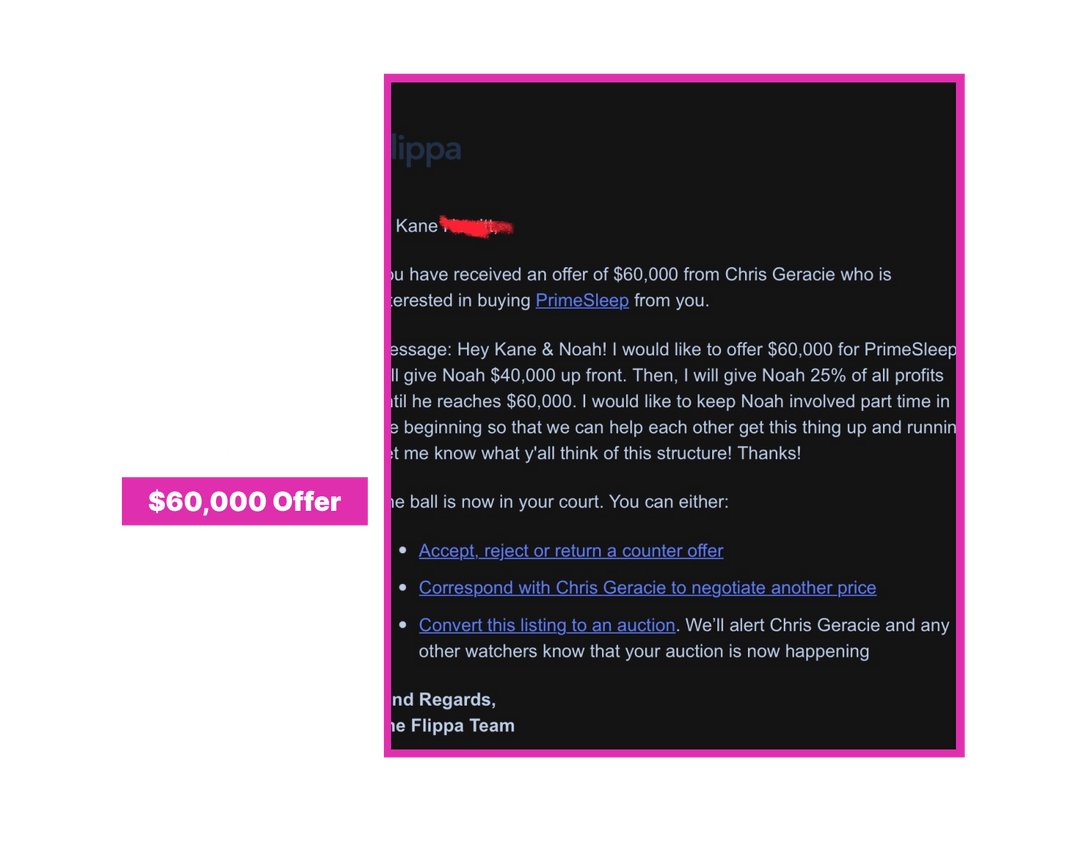 lippa
Kane
ou have received an offer of $60,000 from Chris Geracie who is
terested in buying PrimeSleep from you.
essage: Hey Kane & Noah! I would like to offer $60,000 for PrimeSleep
ll give Noah $40,000 up front. Then, I will give Noah 25% of all profits
til he reaches $60,000. I would like to keep Noah involved part time in
e beginning so that we can help each other get this thing up and runnin
et me know what y'all think of this structure! Thanks!
$60,000 Offer
he ball is now in your court. You can either:
• Accept, reject or return a counter offer
• Correspond with Chris Geracie to negotiate another price
• Convert this listing to an auction. We’ll alert Chris Geracie and any
other watchers know that your auction is now happening
nd Regards,
he Flippa Team